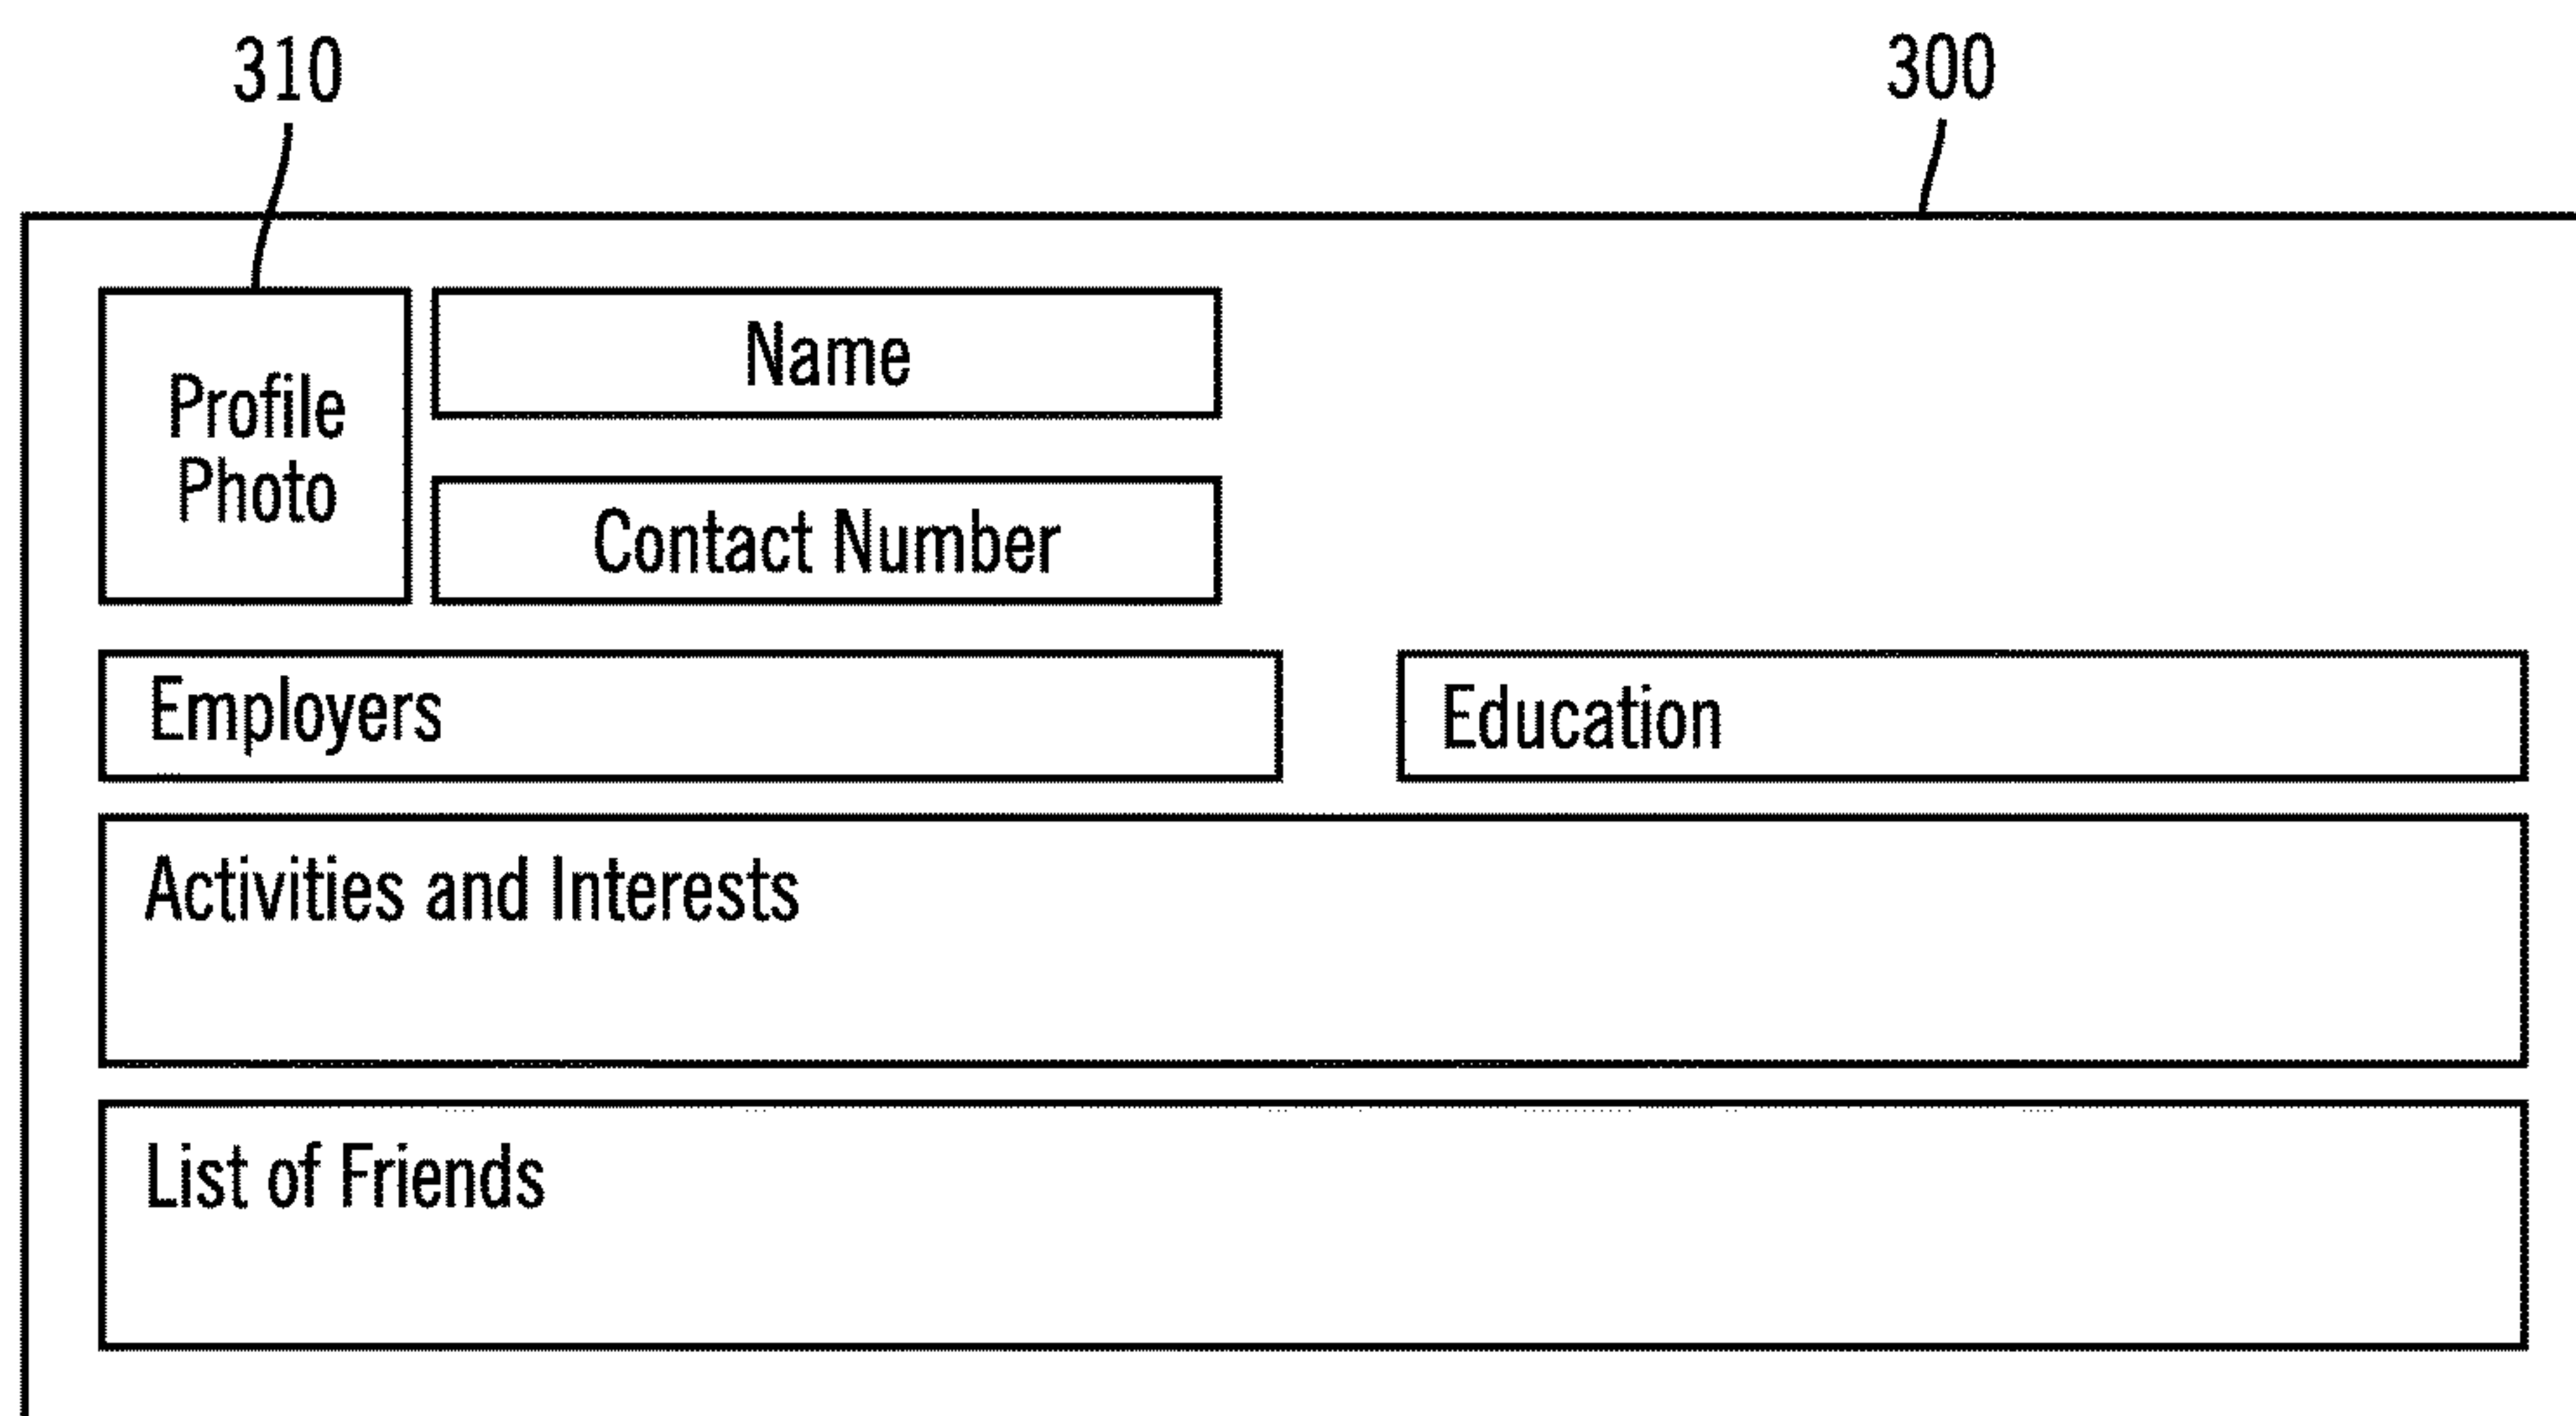 310
300
Profile
Photo
Name
Contact Number
Employers
Education
Activities and Interests
List of Friends